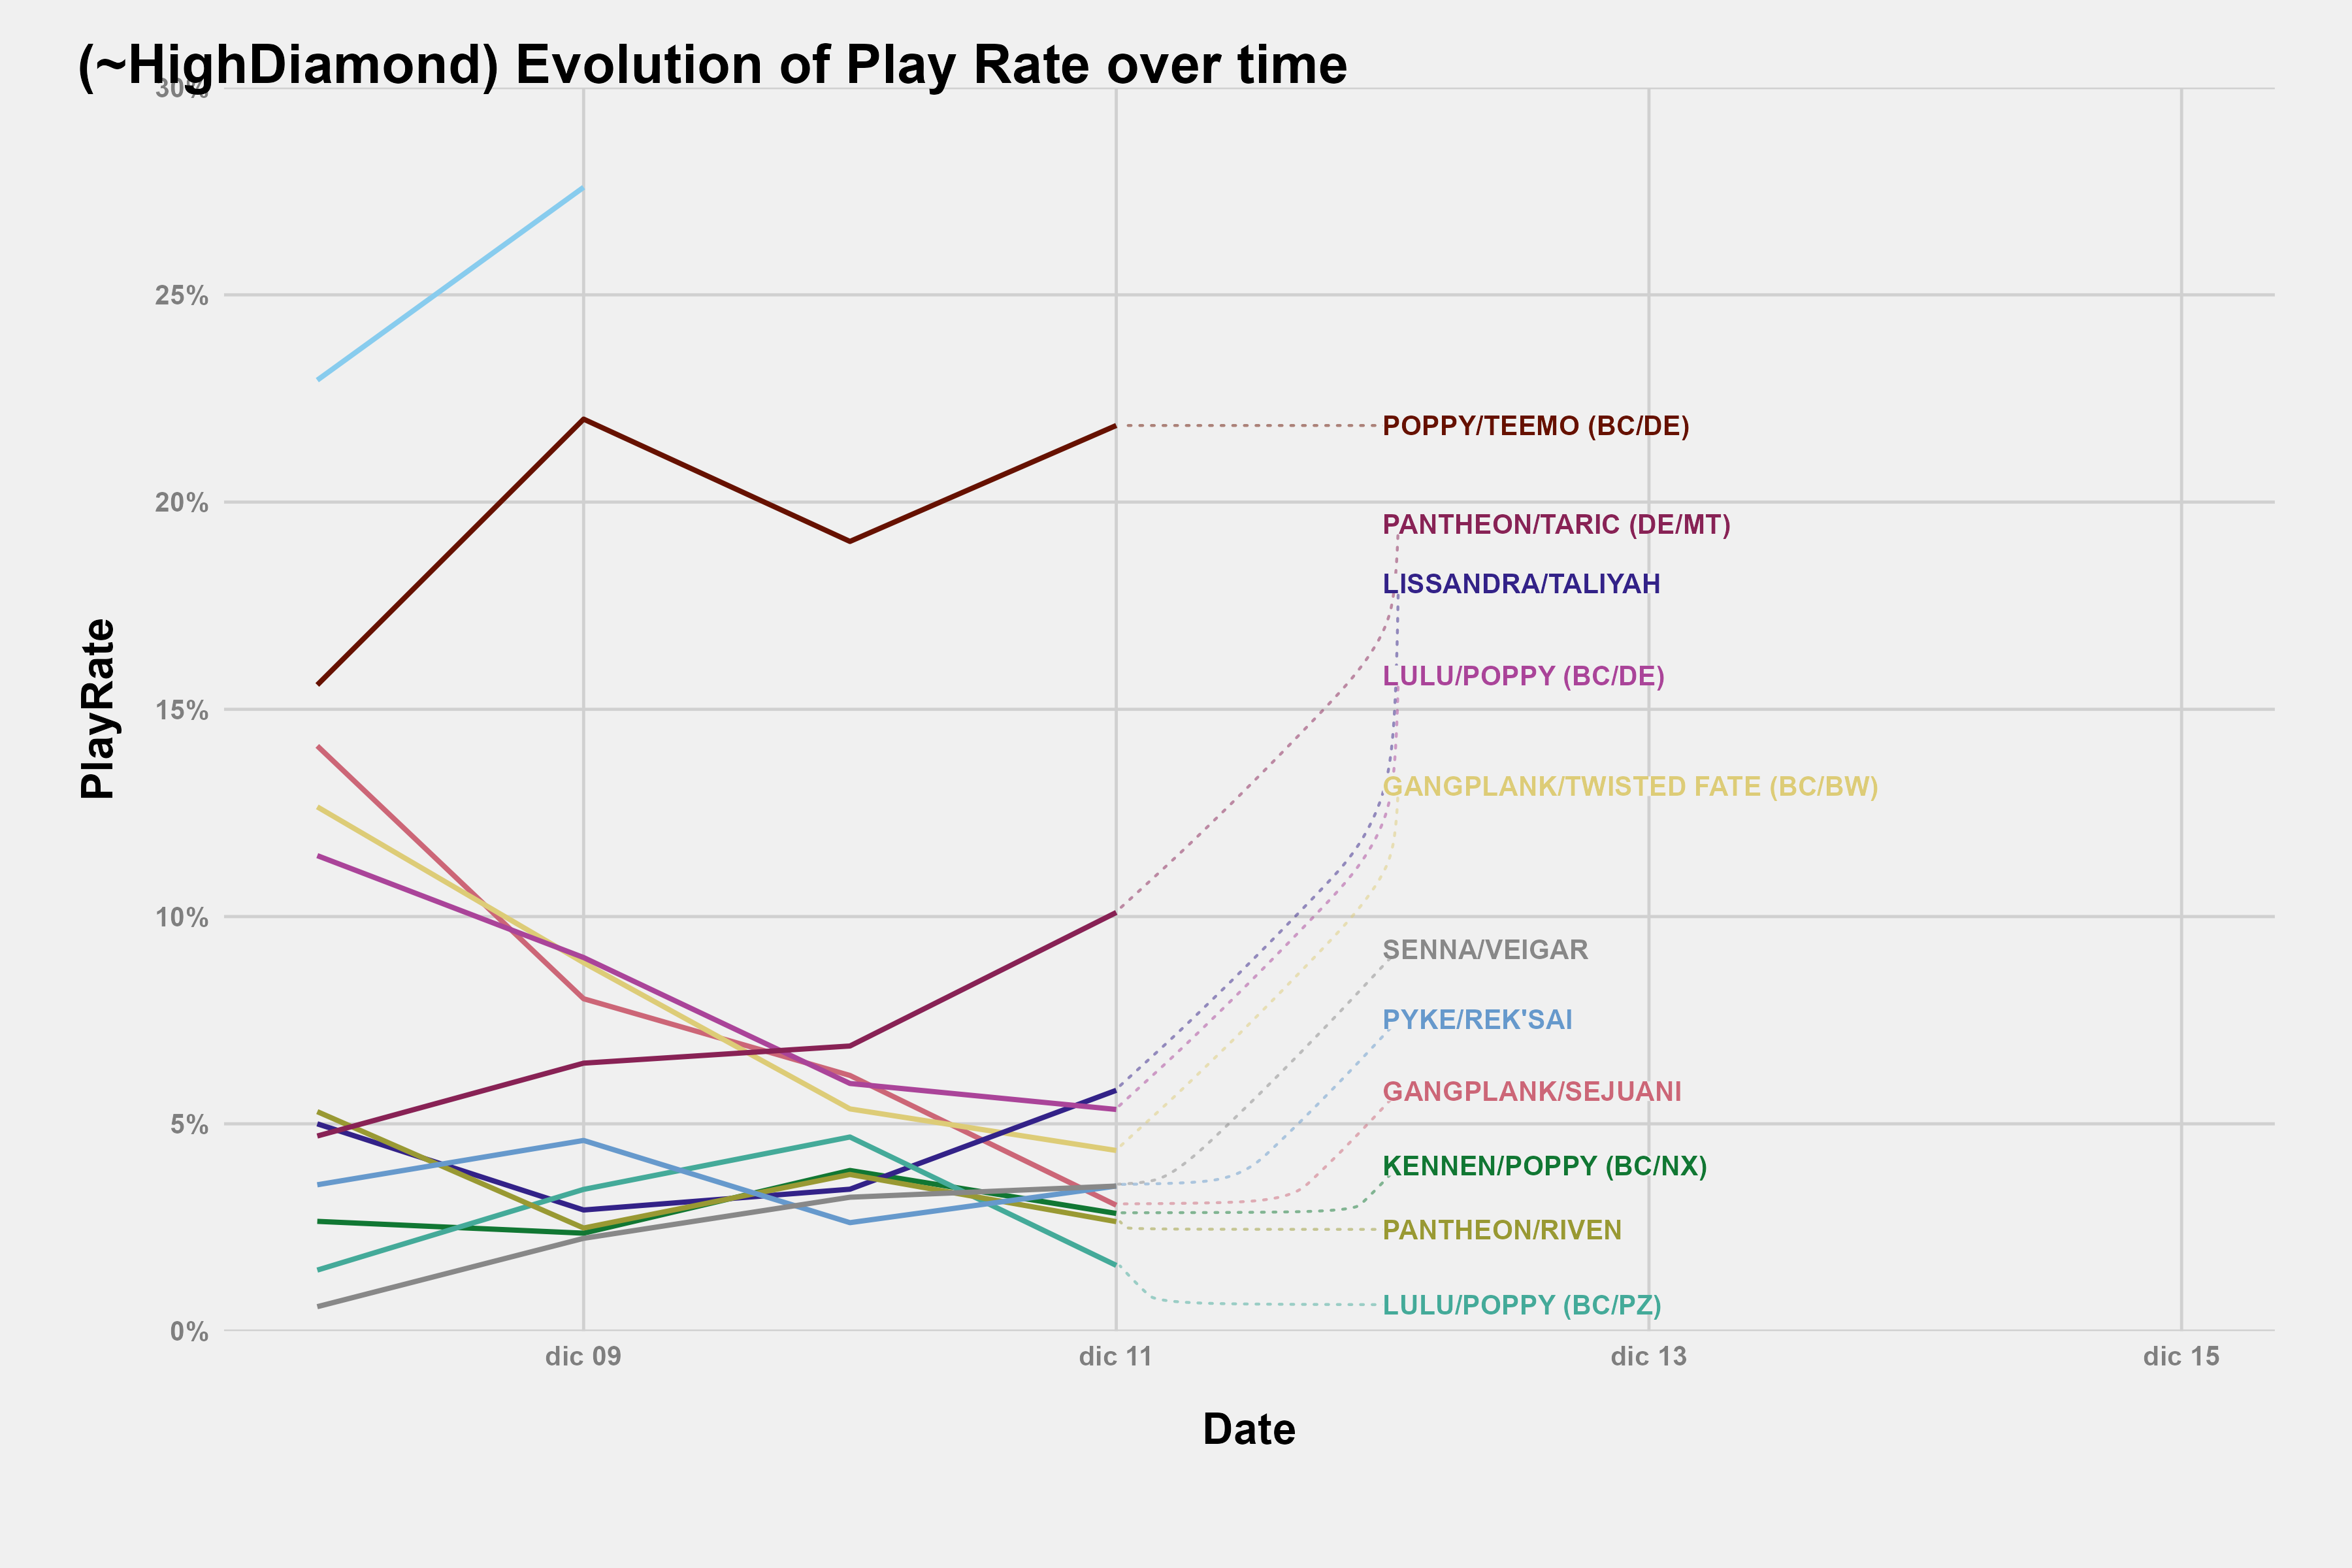 (~HighDiamond) Evolution of Play Rate over time
30%
25%
20%
15%
10%
5%
0%
PlayRate
POPPY/TEEMO (BC/DE)
PANTHEON/TARIC (DE/MT)
LISSANDRA/TALIYAH
LULU/POPPY (BC/DE)
GANGPLANK/TWISTED FATE (BC/BW)
SENNA/VEIGAR
PYKE/REK'SAI
GANGPLANK/SEJUANI
KENNEN/POPPY (BC/NX)
PANTHEON/RIVEN
LULU/POPPY (BC/PZ)
dic 09
dic 11
dic 13
dic 15
Date